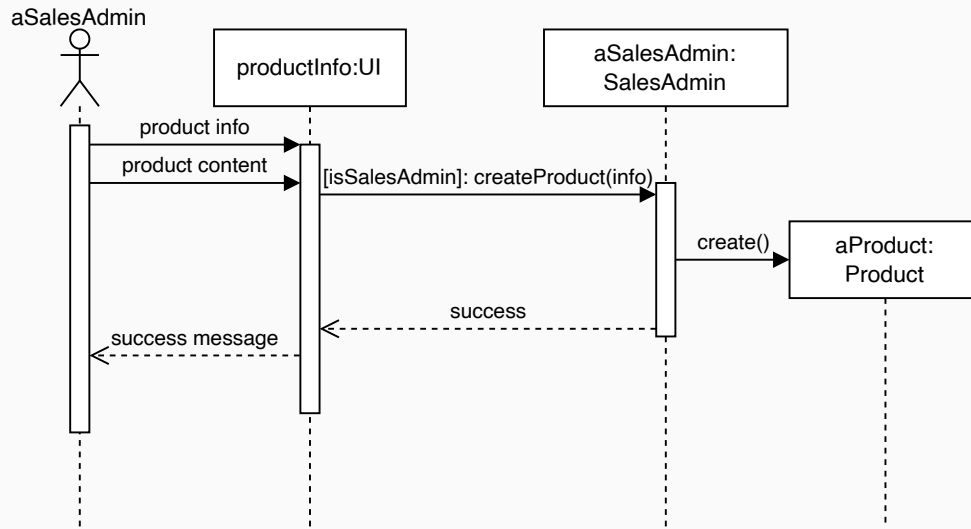 aSalesAdmin
productInfo:UI
aSalesAdmin:
SalesAdmin
product info
product content
[isSalesAdmin]: createProduct(info)
create()
aProduct:
Product
success
success message